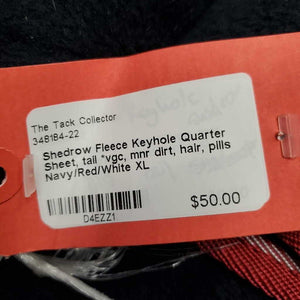 The Tack Collector
348184-22
Shedrow Fleece Keyhole Quarter
Sheet, tail *vgc, mnr dirt, hair, pills
Navy/Red/White XL
$50.00
D4EZZ1